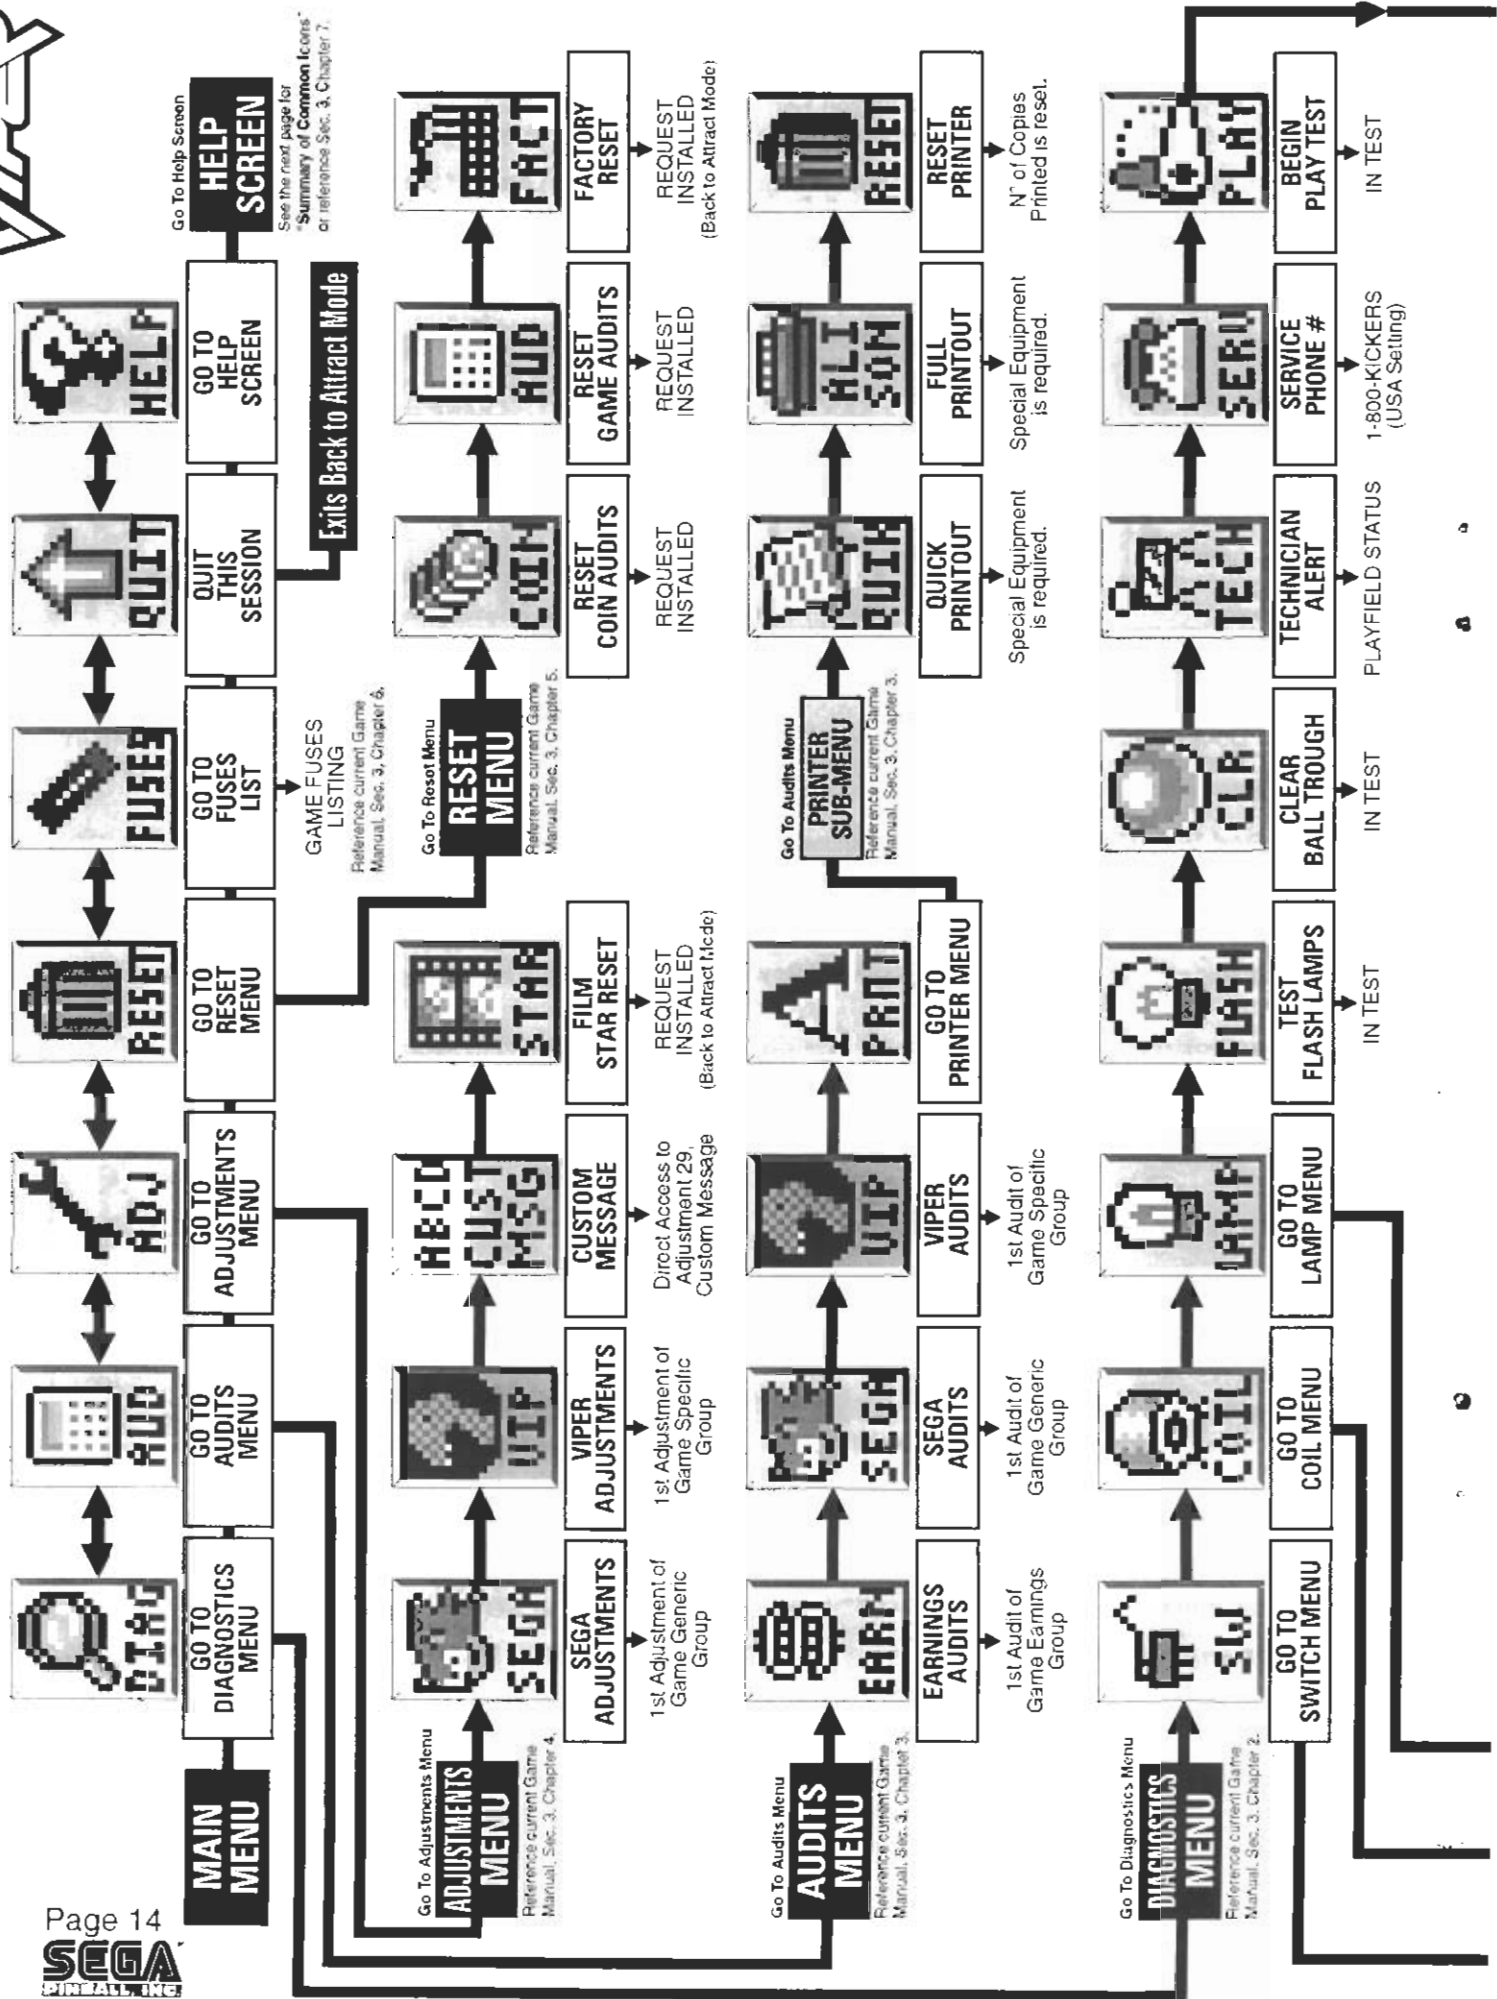 Page 14
SEGA
PINBALL, INC.
MAIN
MENU
DIAG
GO TO
DIAGNOSTICS
MENU
AUD
GO TO
AUDITS
MENU
ADJ
GO TO
ADJUSTMENTS
MENU
RESET
GO TO
RESET
MENU
FUSES
GO TO
FUSES
LIST
GAME FUSES
LISTING
Reference current Game
Manual, Sec. 3, Chapter 6.
QUIT
QUIT
THIS
SESSION
Exits Back to Attract Mode
HELP
GO TO
HELP
SCREEN
Go To Help Screen
HELP
SCREEN
See the next page for
"Summary of Common Icons"
or reference Sec. 3, Chapter 7.
Go To Adjustments Menu
ADJUSTMENTS
MENU
Reference current Game
Manual, Sec. 3, Chapter 4.
SEGA
SEGA
ADJUSTMENTS
1st Adjustment of
Game Generic
Group
VIP
VIPER
ADJUSTMENTS
1st Adjustment of
Game Specific
Group
ABCD
CUST
MSG
CUSTOM
MESSAGE
Direct Access to
Adjustment 29,
Custom Message
STAR
FILM
STAR RESET
REQUEST
INSTALLED
(Back to Attract Mode)
Go To Reset Menu
RESET
MENU
Reference current Game
Manual, Sec. 3, Chapter 5.
COIN
RESET
COIN AUDITS
REQUEST
INSTALLED
AUD
RESET
GAME AUDITS
REQUEST
INSTALLED
FACT
FACTORY
RESET
REQUEST
INSTALLED
(Back to Attract Mode)
Go To Audits Menu
AUDITS
MENU
Reference current Game
Manual, Sec. 3, Chapter 3.
EARN
EARNINGS
AUDITS
1st Audit of
Game Earnings
Group
SEGA
SEGA
AUDITS
1st Audit of
Game Generic
Group
VIP
VIPER
AUDITS
1st Audit of
Game Specific
Group
PRNT
GO TO
PRINTER MENU
Go To Audits Menu
PRINTER
SUB-MENU
Reference current Game
Manual, Sec. 3, Chapter 3.
QUIK
QUICK
PRINTOUT
Special Equipment
is required.
ALI
SON
FULL
PRINTOUT
Special Equipment
is required.
RESET
RESET
PRINTER
N° of Copies
Printed is reset.
Go To Diagnostics Menu
DIAGNOSTICS
MENU
Reference current Game
Manual, Sec. 3, Chapter 2.
SW
GO TO
SWITCH MENU
COIL
GO TO
COIL MENU
LAMP
GO TO
LAMP MENU
FLASH
TEST
FLASH LAMPS
IN TEST
CLR
CLEAR
BALL TROUGH
IN TEST
TECH
TECHNICIAN
ALERT
PLAYFIELD STATUS
SERV
SERVICE
PHONE #
1-800-KICKERS
(USA Setting)
PLAY
BEGIN
PLAY TEST
IN TEST